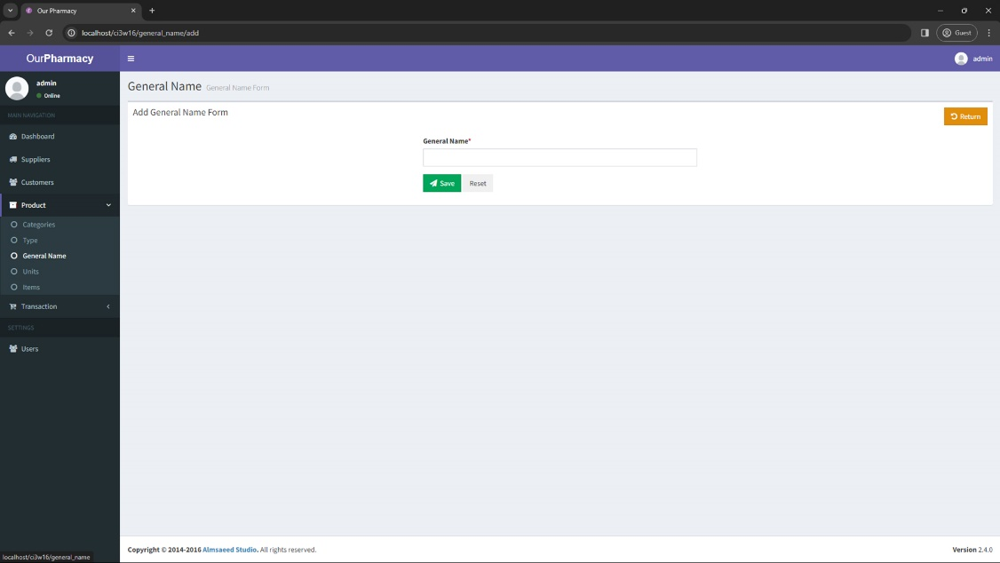 Our Pharmacy
localhost/ci3w16/general_name/add
Guest
OurPharmacy
admin
admin
Online
MAIN NAVIGATION
Dashboard
Suppliers
Customers
Product
Categories
Type
General Name
Units
Items
Transaction
SETTINGS
Users
General Name General Name Form
Add General Name Form
Return
General Name*
Save Reset
Copyright © 2014-2016 Almsaeed Studio. All rights reserved.
Version 2.4.0
localhost/ci3w16/general_name